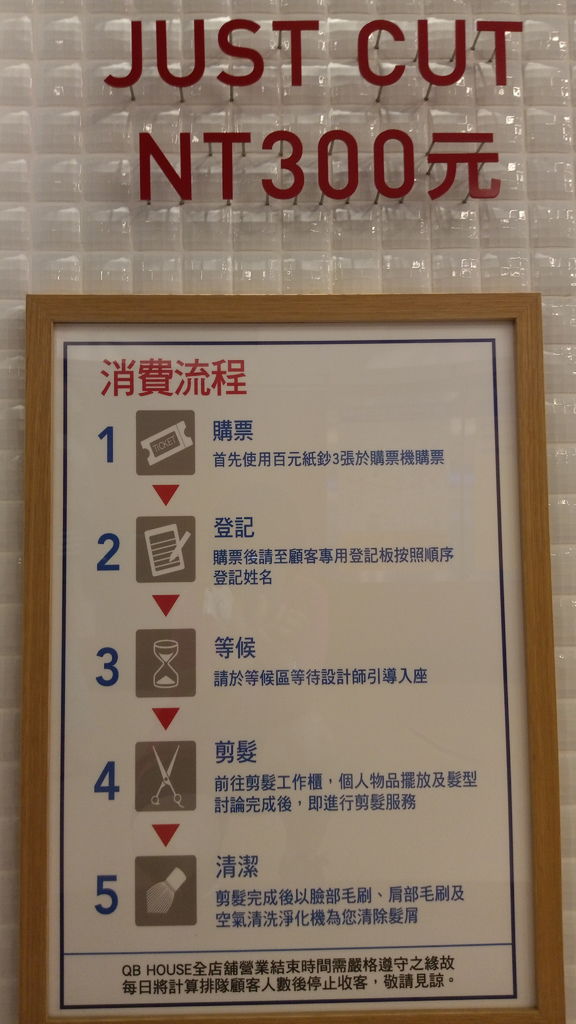 JUST CUT
NT300元
消費流程
1
TICKET
購票
首先使用百元紙鈔3張於購票機購票
2
登記
購票後請至顧客專用登記板按照順序
登記姓名
3
等候
請於等候區等待設計師引導入座
4
剪髮
前往剪髮工作櫃，個人物品擺放及髮型
討論完成後，即進行剪髮服務
5
清潔
剪髮完成後以臉部毛刷、肩部毛刷及
空氣清洗淨化機為您清除髮屑
QB HOUSE全店舖營業結束時間需嚴格遵守之緣故
每日將計算排隊顧客人數後停止收客，敬請見諒。